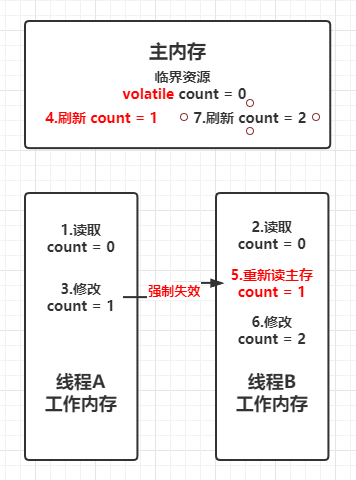 主内存
临界资源
volatile count = 0
4.刷新 count = 1 7.刷新 count = 2
1.读取
count = 0
3.修改
count = 1
线程A
工作内存
强制失效
2.读取
count = 0
5.重新读主存
count = 1
6.修改
count = 2
线程B
工作内存